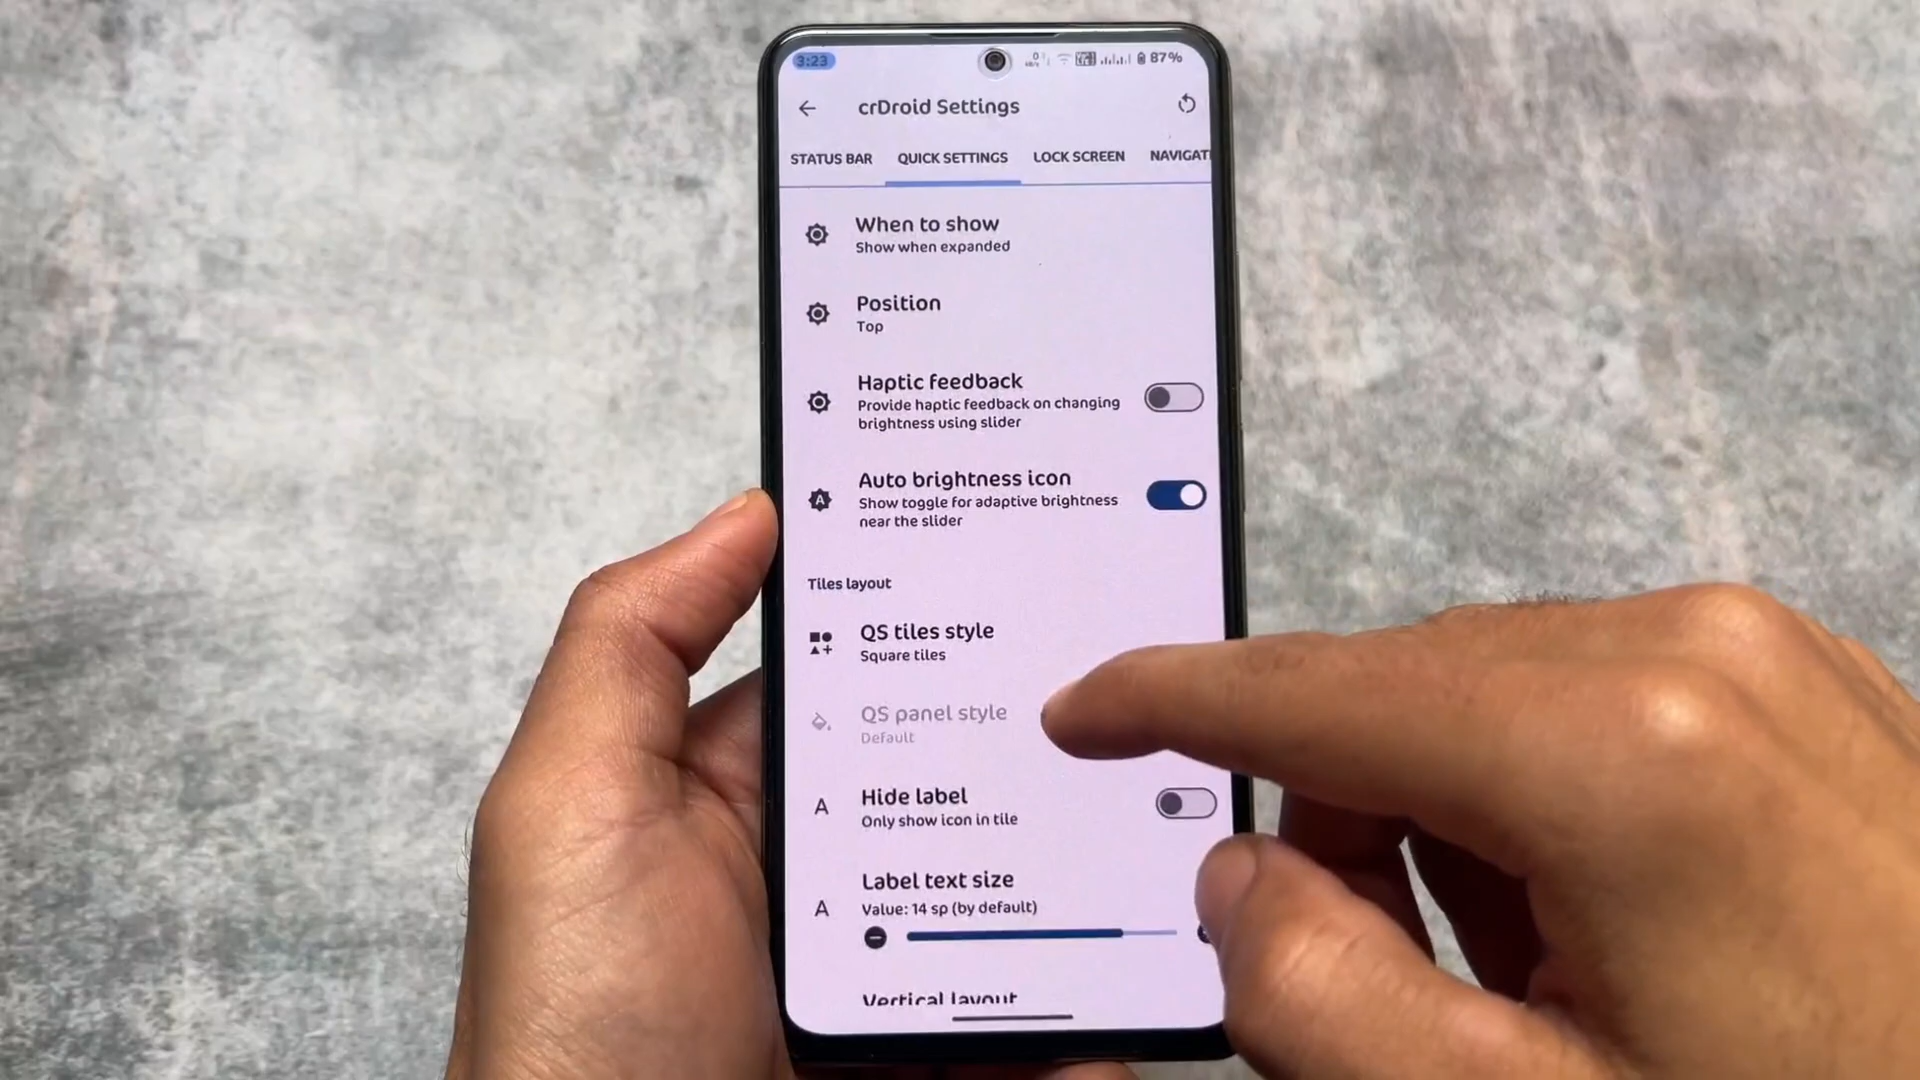 3:23 87%
crDroid Settings
STATUS BAR QUICK SETTINGS LOCK SCREEN NAVIGATI
When to show
Show when expanded
Position
Top
Haptic feedback
Provide haptic feedback on changing
brightness using slider
A
Auto brightness icon
Show toggle for adaptive brightness
near the slider
Tiles layout
QS tiles style
Square tiles
QS panel style
Default
A
Hide label
Only show icon in tile
A
Label text size
Value: 14 sp (by default)
Vertical layout